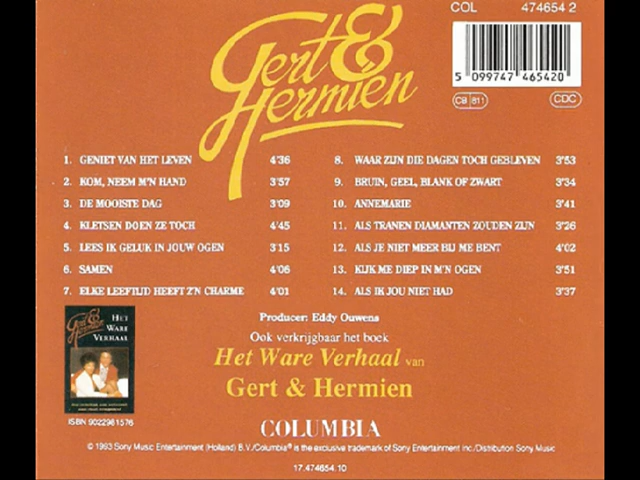 COL 474654 2
Gert & Hermien
5 099747 465420
CB 811
CDC
1. GENIET VAN HET LEVEN 4'36
2. KOM, NEEM M'N HAND 3'57
3. DE MOOISTE DAG 3'09
4. KLETSEN DOEN ZE TOCH 4'45
5. LEES IK GELUK IN JOUW OGEN 3'15
6. SAMEN 4'06
7. ELKE LEEFTIJD HEEFT Z'N CHARME 4'01
8. WAAR ZIJN DIE DAGEN TOCH GEBLEVEN 3'53
9. BRUIN, GEEL, BLANK OF ZWART 3'34
10. ANNEMARIE 3'41
11. ALS TRANEN DIAMANTEN ZOUDEN ZIJN 3'26
12. ALS JE NIET MEER BIJ ME BENT 4'02
13. KIJK ME DIEP IN M'N OGEN 3'51
14. ALS IK JOU NIET HAD 3'37
Gert & Hermien
HET
WARE
VERHAAL
ISBN 9022981576
Producer: Eddy Ouwens
Ook verkrijgbaar het boek
Het Ware Verhaal van
Gert & Hermien
COLUMBIA
© 1993 Sony Music Entertainment (Holland) B.V./Columbia® is the exclusive trademark of Sony Entertainment Inc./Distribution Sony Music
17.474654.10